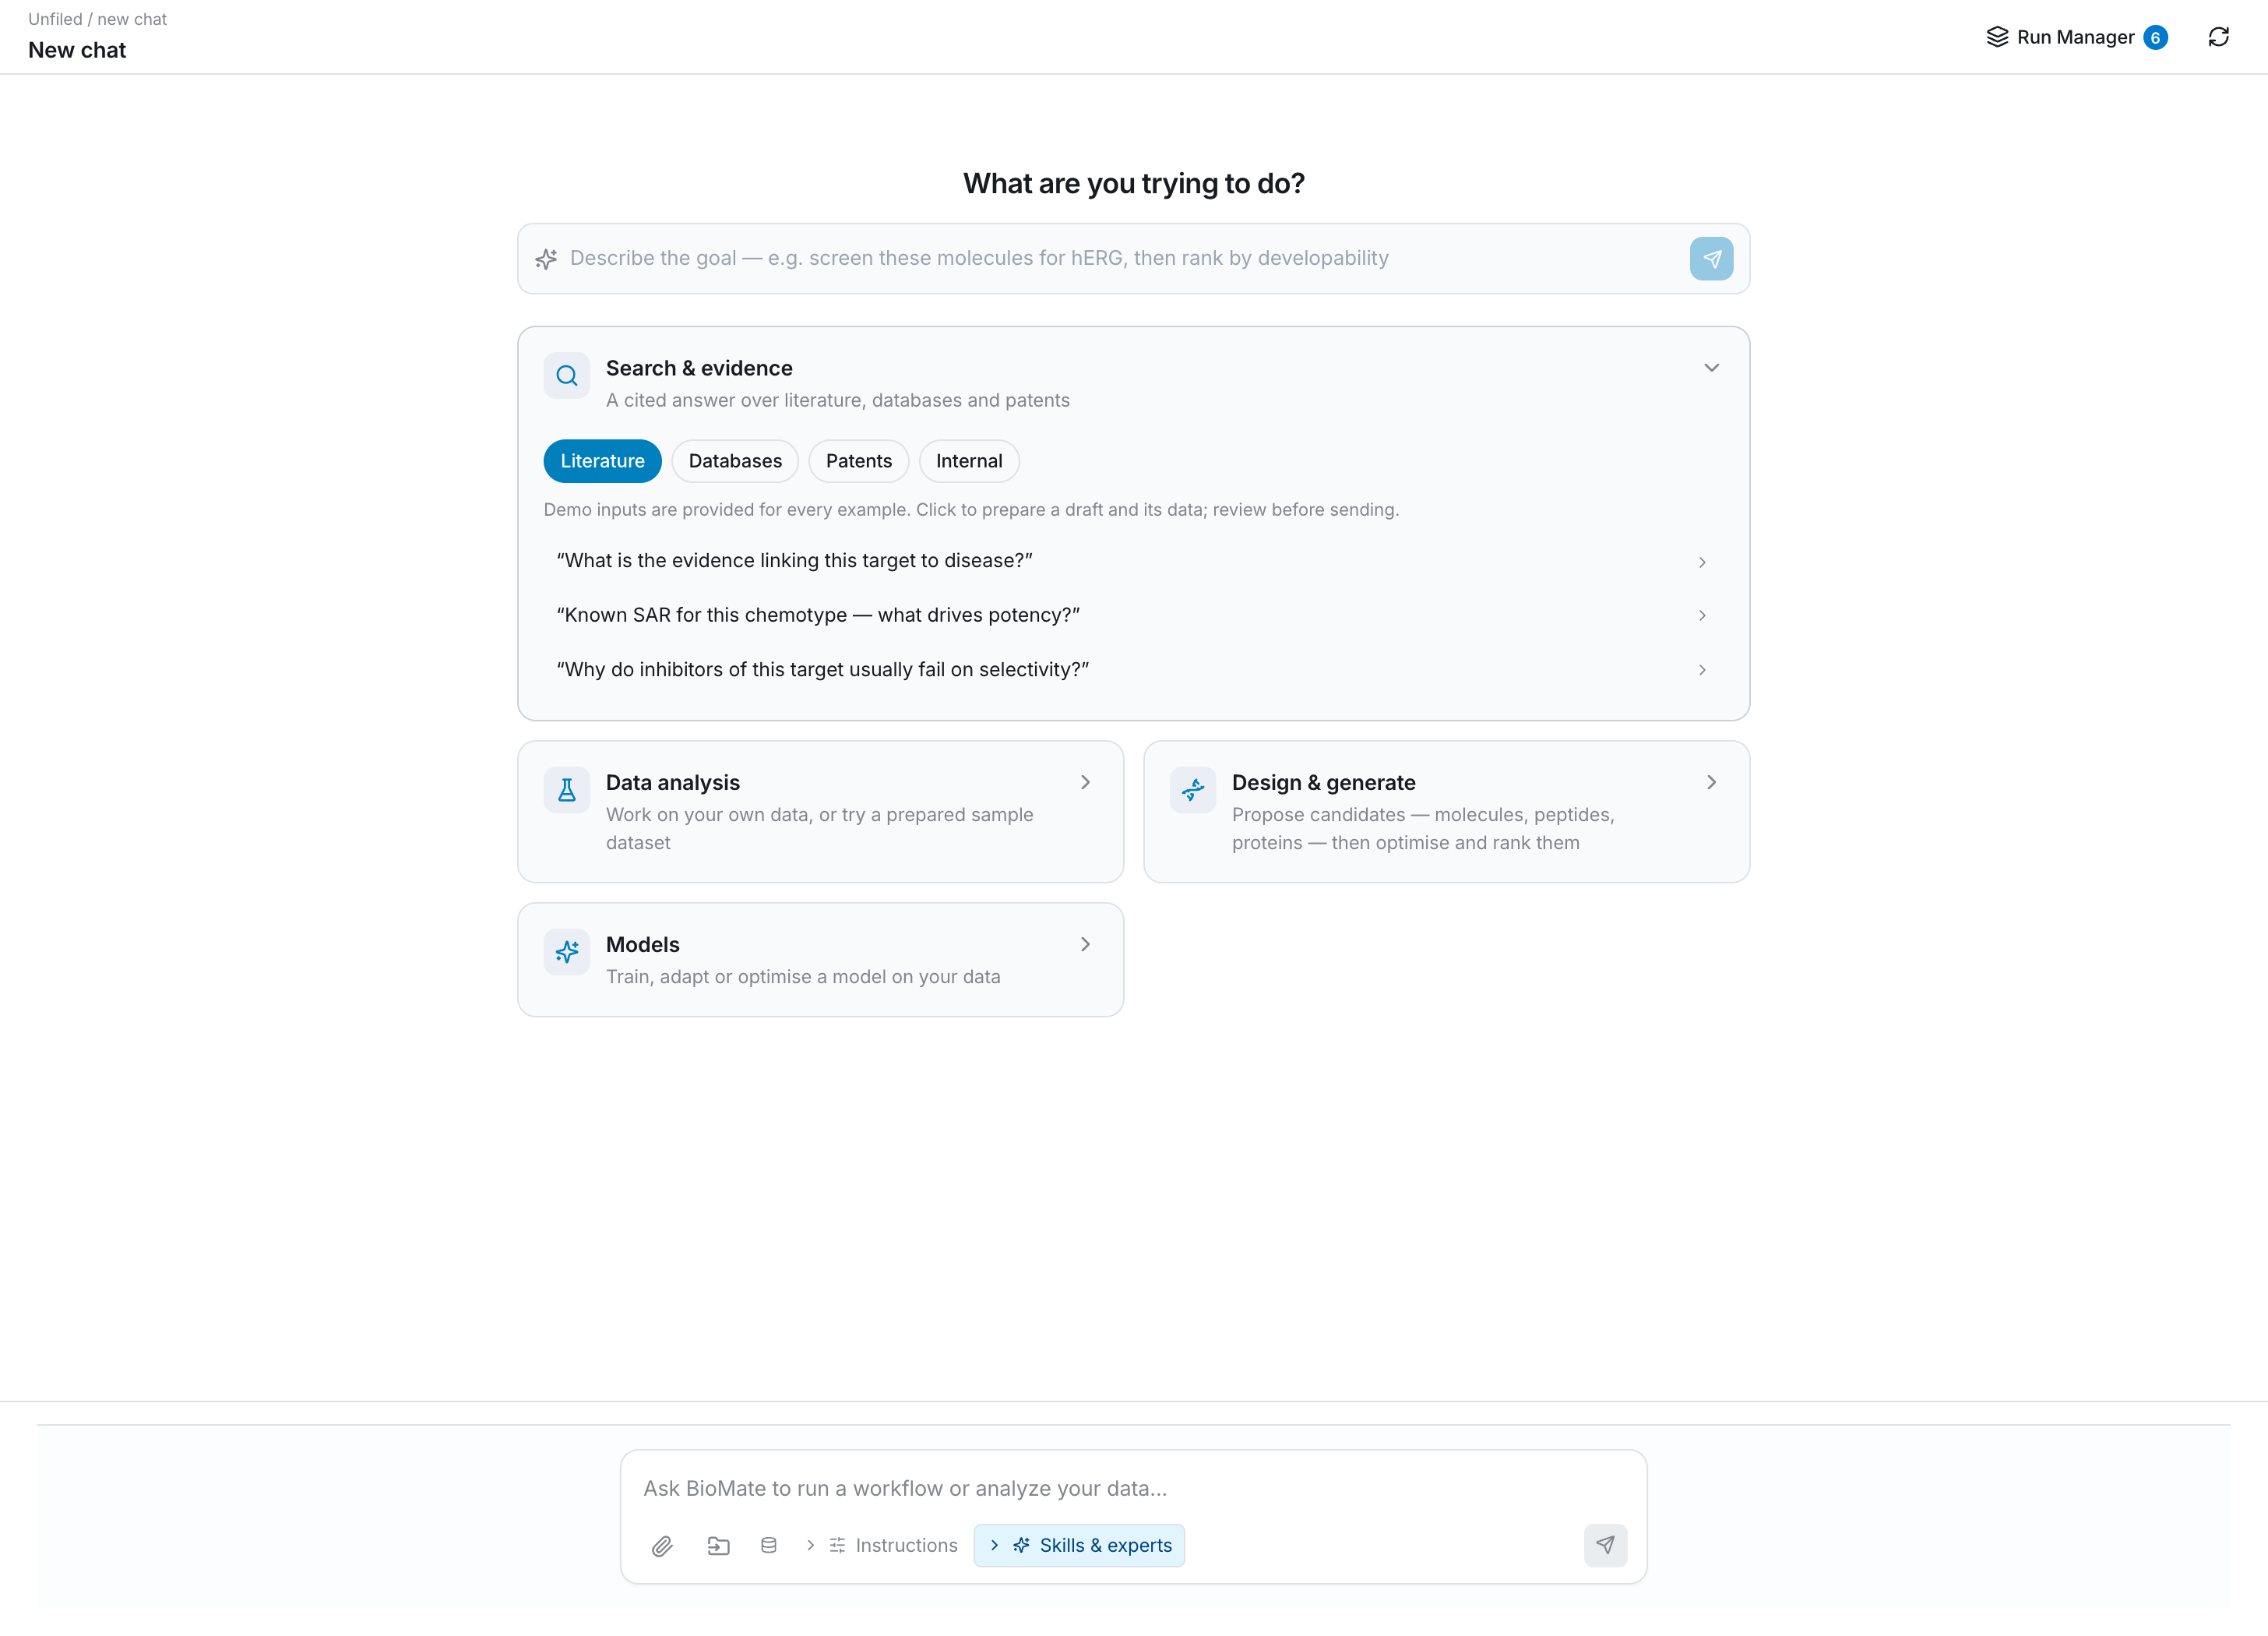 Unfiled / new chat
New chat
Run Manager 6
What are you trying to do?
Describe the goal — e.g. screen these molecules for hERG, then rank by developability
Search & evidence
A cited answer over literature, databases and patents
Literature
Databases
Patents
Internal
Demo inputs are provided for every example. Click to prepare a draft and its data; review before sending.
“What is the evidence linking this target to disease?”
“Known SAR for this chemotype — what drives potency?”
“Why do inhibitors of this target usually fail on selectivity?”
Data analysis
Work on your own data, or try a prepared sample
dataset
Design & generate
Propose candidates — molecules, peptides,
proteins — then optimise and rank them
Models
Train, adapt or optimise a model on your data
Ask BioMate to run a workflow or analyze your data...
Instructions
Skills & experts